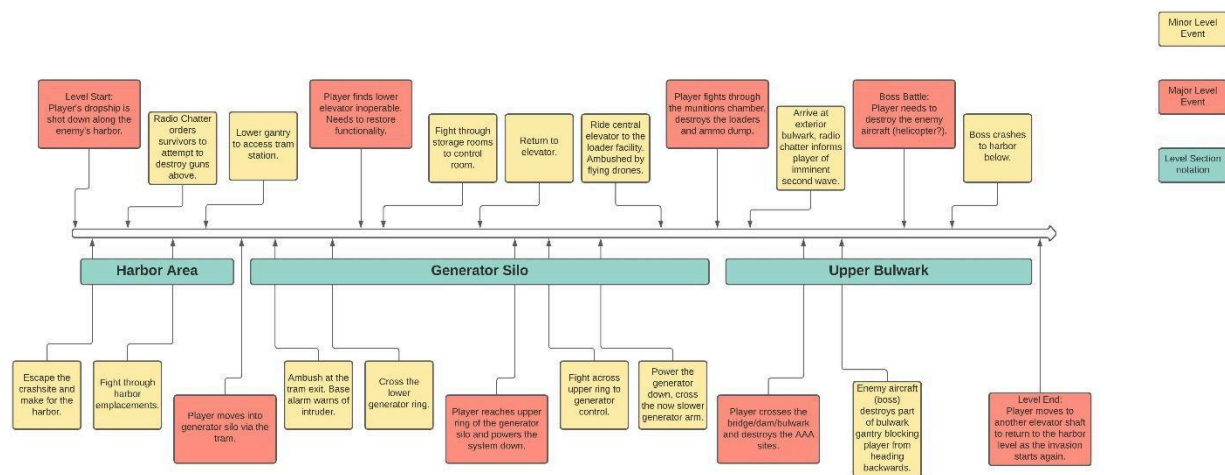 Minor Level
Event
Major Level
Event
Level Section
notation
Level Start:
Player's dropship is
shot down along the
enemy's harbor.
Radio Chatter
orders
survivors to
attempt to
destroy guns
above.
Lower gantry
to access tram
station.
Player finds lower
elevator inoperable.
Needs to restore
functionality.
Fight through
storage rooms
to control
room.
Return to
elevator.
Ride central
elevator to the
loader facility.
Ambushed by
flying drones.
Player fights through
the munitions chamber,
destroys the loaders
and ammo dump.
Arrive at
exterior
bulwark, radio
chatter informs
player of
imminent
second wave.
Boss Battle:
Player needs to
destroy the enemy
aircraft (helicopter?).
Boss crashes
to harbor
below.
Harbor Area
Generator Silo
Upper Bulwark
Escape the
crashsite and
make for the
harbor.
Fight through
harbor
emplacements.
Player moves into
generator silo via the
tram.
Ambush at the
tram exit. Base
alarm warns of
intruder.
Cross the
lower
generator ring.
Player reaches upper
ring of the generator
silo and powers the
system down.
Fight across
upper ring to
generator
control.
Power the
generator
down, cross
the now slower
generator arm.
Player crosses the
bridge/dam/bulwark
and destroys the AAA
sites.
Enemy aircraft
(boss)
destroys part
of bulwark
gantry blocking
player from
heading
backwards.
Level End:
Player moves to
another elevator shaft
to return to the harbor
level as the invasion
starts again.